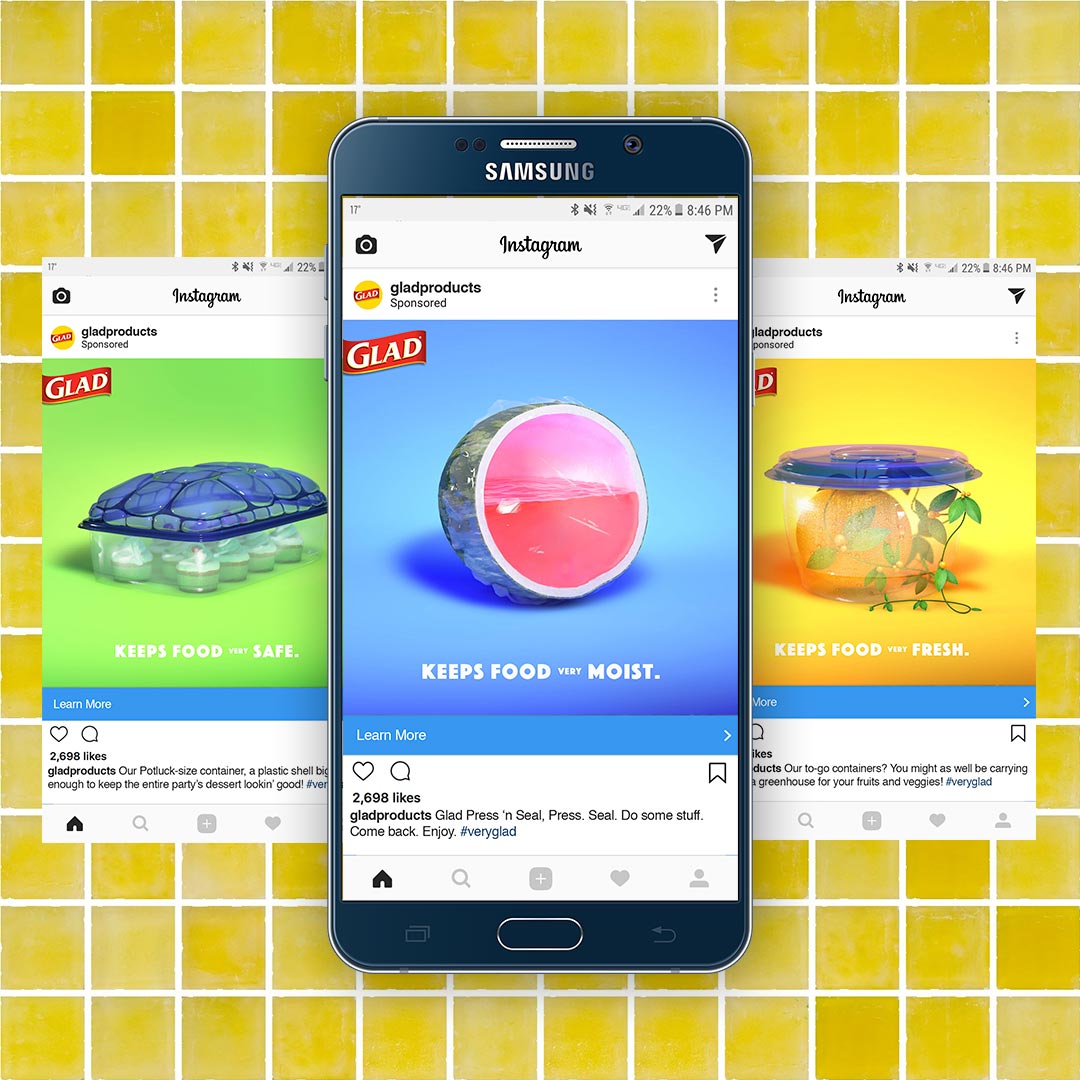 SAMSUNG
17°
22% 8:46 PM
Instagram
GLAD
gladproducts
Sponsored
GLAD
KEEPS FOOD VERY MOIST.
Learn More
2,698 likes
gladproducts Glad Press 'n Seal, Press. Seal. Do some stuff.
Come back. Enjoy. #veryglad
17°
22%
Instagram
GLAD
gladproducts
Sponsored
GLAD
KEEPS FOOD VERY SAFE.
Learn More
2,698 likes
gladproducts Our Potluck-size container, a plastic shell big
enough to keep the entire party's dessert lookin' good! #ver
22% 8:46 PM
Instagram
gladproducts
ponsored
D
KEEPS FOOD VERY FRESH.
More
ikes
ducts Our to-go containers? You might as well be carrying
a greenhouse for your fruits and veggies! #veryglad